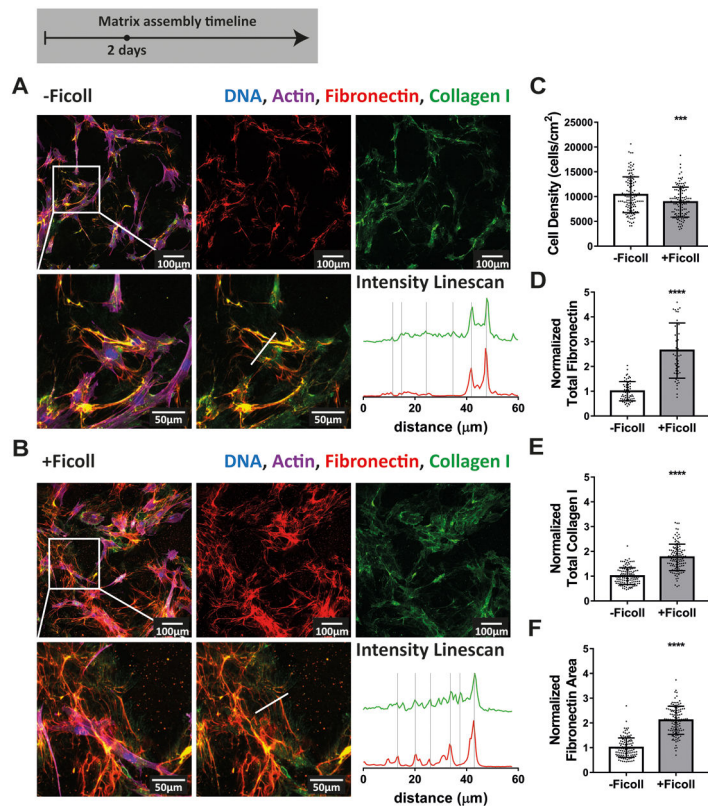 Matrix assembly timeline
2 days
A
-Ficoll
DNA, Actin, Fibronectin, Collagen I
100μm
100μm
100μm
Intensity Linescan
50μm
50μm
0 10 20 30 40 50 60
distance (μm)
B
+Ficoll
DNA, Actin, Fibronectin, Collagen I
100μm
100μm
100μm
Intensity Linescan
50μm
50μm
0 10 20 30 40 50 60
distance (μm)
C
***
Cell Density (cells/cm²)
25000
20000
15000
10000
5000
0
-Ficoll +Ficoll
D
****
Normalized
Total Fibronectin
5
4
3
2
1
0
-Ficoll +Ficoll
E
****
Normalized
Total Collagen I
5
4
3
2
1
0
-Ficoll +Ficoll
F
****
Normalized
Fibronectin Area
5
4
3
2
1
0
-Ficoll +Ficoll